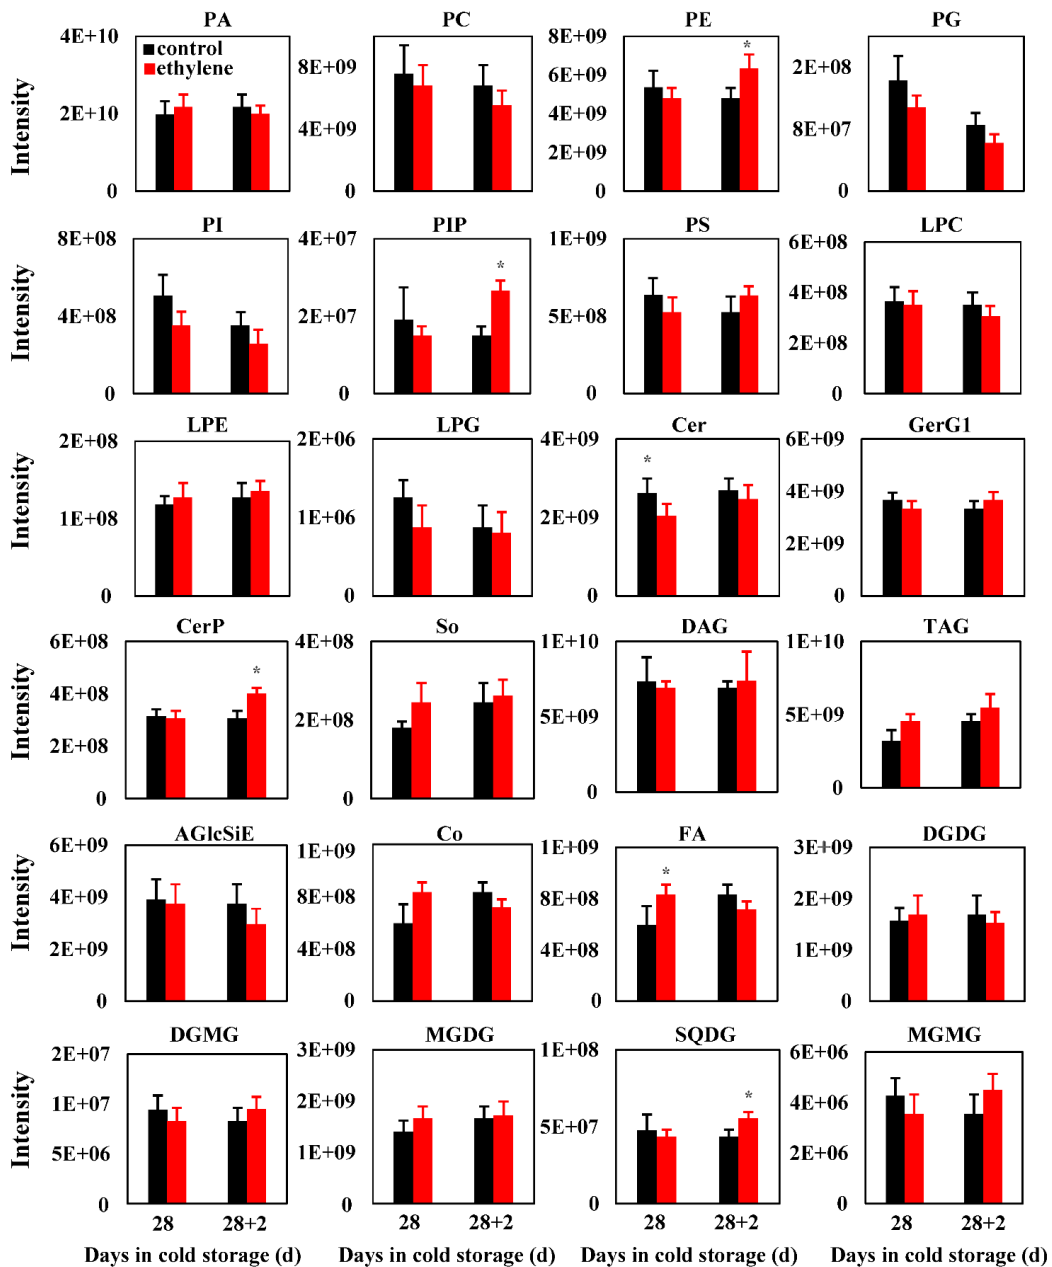 PA PC PE PG
4E+10 8E+09 8E+09 2E+08
control
ethylene
* 6E+09
2E+10 4E+09 4E+09 8E+07
2E+09
0 0 0 0
Intensity
PI PIP PS LPC
8E+08 4E+07 1E+09 6E+08
*
4E+08 2E+07 5E+08 4E+08
2E+08
0 0 0 0
Intensity
LPE LPG Cer GerG1
2E+08 2E+06 4E+09 6E+09
*
1E+08 1E+06 2E+09 4E+09
2E+09
0 0 0 0
Intensity
CerP So DAG TAG
6E+08 4E+08 1E+10 1E+10
*
4E+08 2E+08 5E+09 5E+09
2E+08
0 0 0 0
Intensity
AGlcSiE Co FA DGDG
6E+09 1E+09 1E+09 3E+09
*
4E+09 8E+08 8E+08 2E+09
2E+09 4E+08 4E+08 1E+09
0 0 0 0
Intensity
DGMG MGDG SQDG MGMG
2E+07 3E+09 1E+08 6E+06
*
1E+07 2E+09 5E+07 4E+06
5E+06 1E+09 2E+06
0 0 0 0
Intensity
28 28+2 28 28+2 28 28+2 28 28+2
Days in cold storage (d) Days in cold storage (d) Days in cold storage (d) Days in cold storage (d)